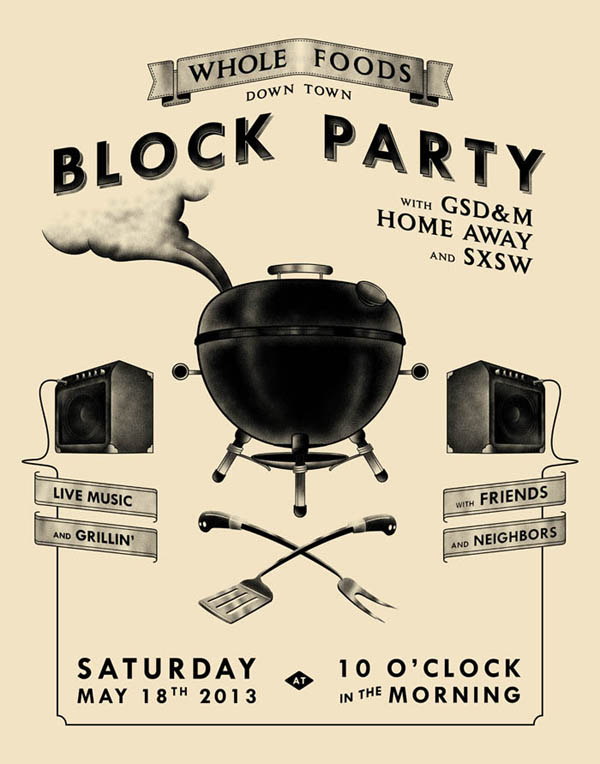 WHOLE FOODS
DOWN TOWN
BLOCK PARTY
WITH GSD&M
HOME AWAY
AND SXSW
LIVE MUSIC
AND GRILLIN'
WITH FRIENDS
AND NEIGHBORS
SATURDAY
MAY 18TH 2013
AT
10 O'CLOCK
IN THE MORNING